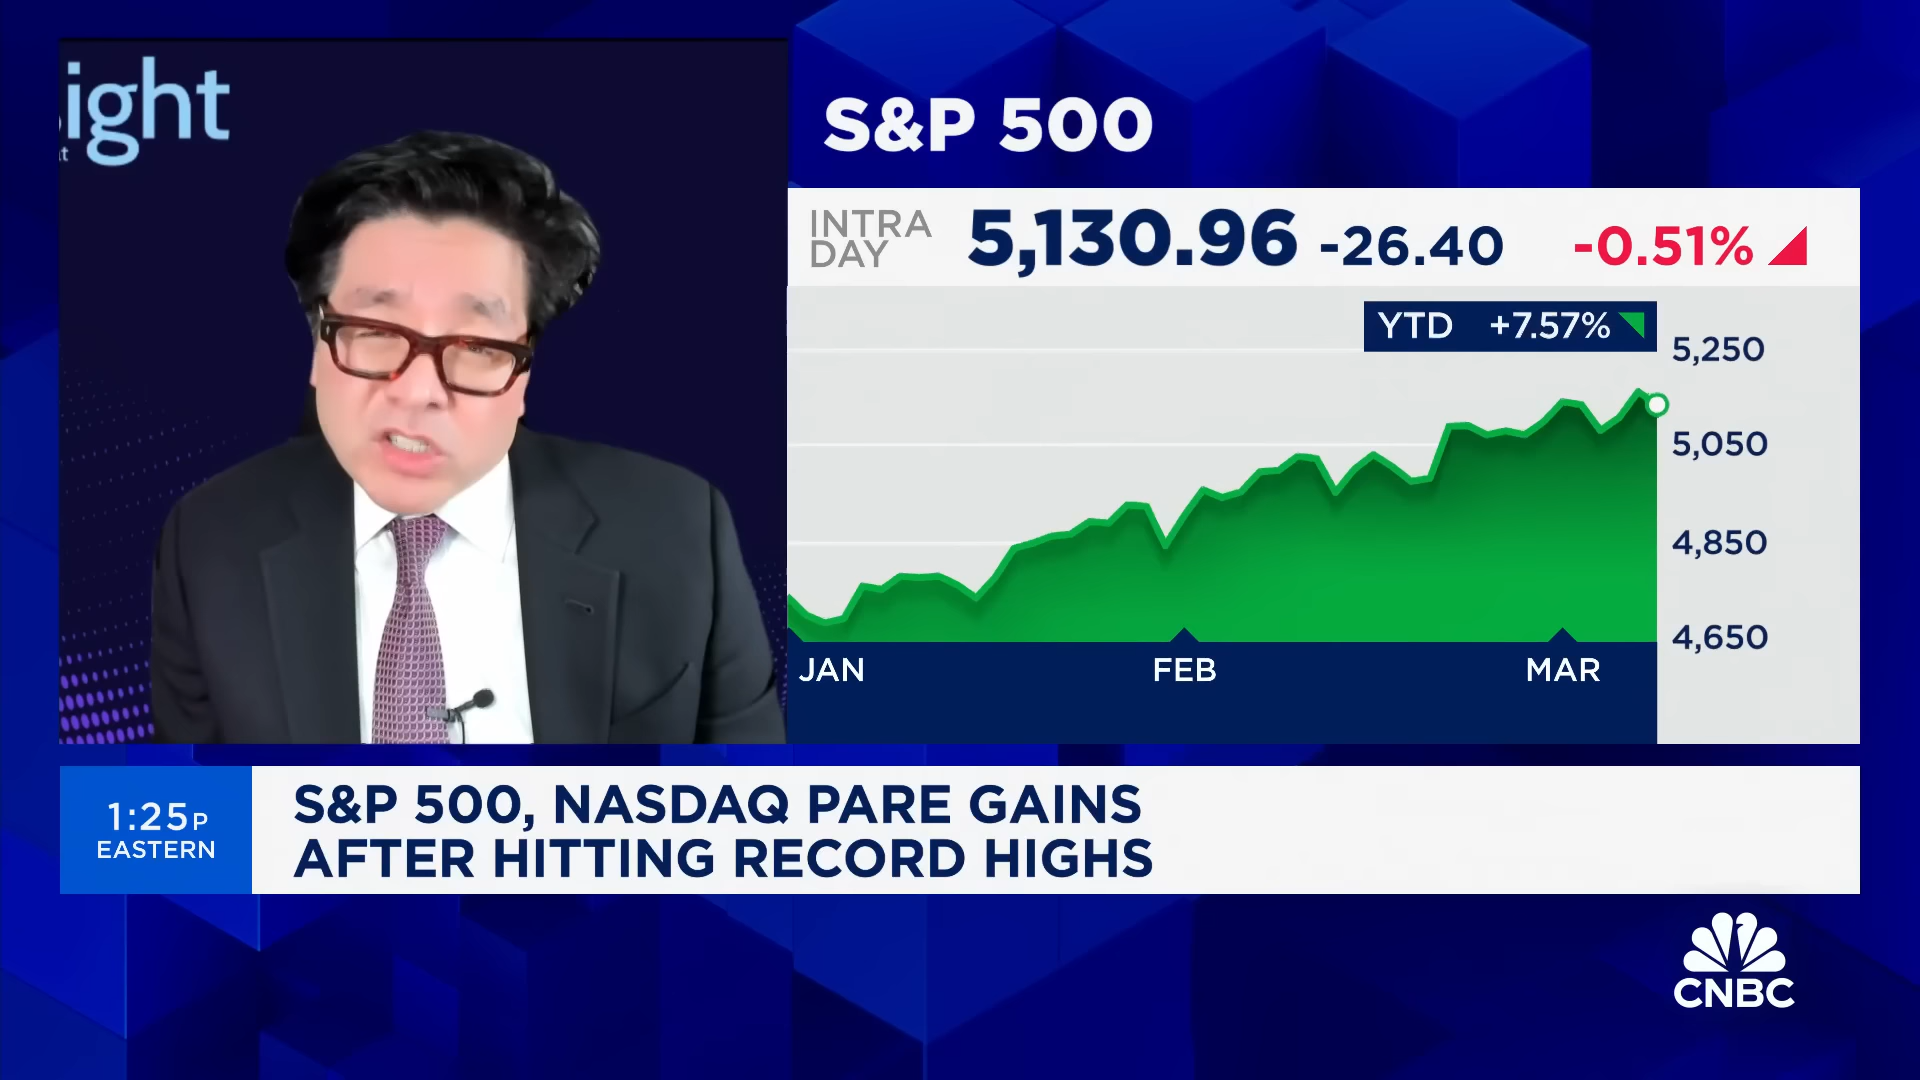 ight
S&P 500
INTRA
DAY
5,130.96 -26.40 -0.51%
YTD +7.57%
5,250
5,050
4,850
4,650
JAN FEB MAR
1:25P
EASTERN
S&P 500, NASDAQ PARE GAINS
AFTER HITTING RECORD HIGHS
CNBC